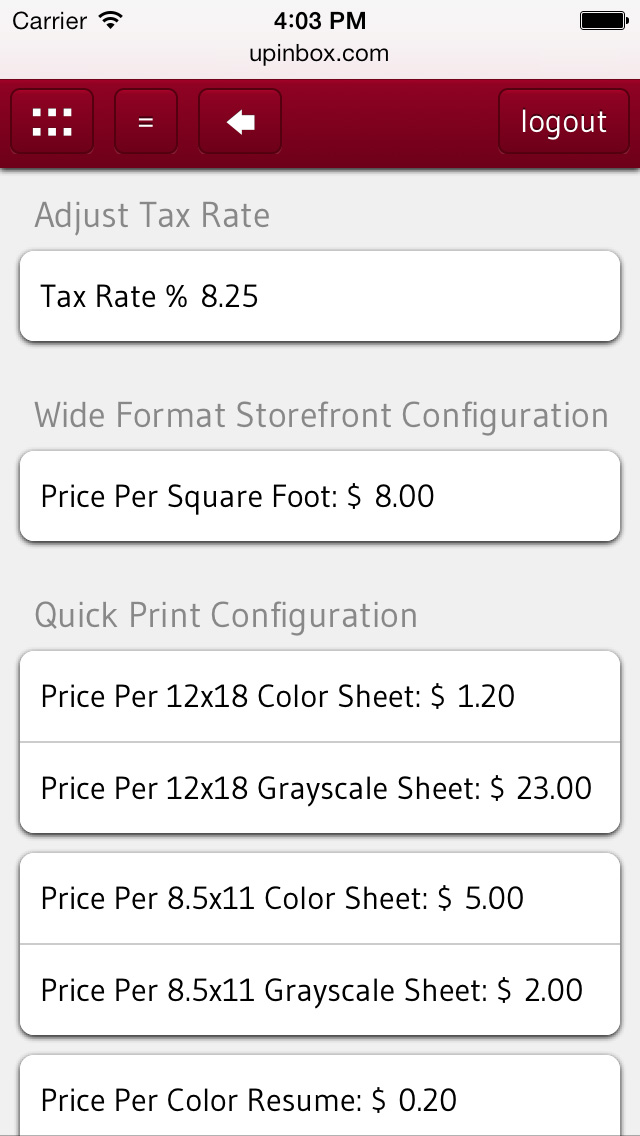 Carrier 4:03 PM
upinbox.com
= logout
Adjust Tax Rate
Tax Rate % 8.25
Wide Format Storefront Configuration
Price Per Square Foot: $ 8.00
Quick Print Configuration
Price Per 12x18 Color Sheet: $ 1.20
Price Per 12x18 Grayscale Sheet: $ 23.00
Price Per 8.5x11 Color Sheet: $ 5.00
Price Per 8.5x11 Grayscale Sheet: $ 2.00
Price Per Color Resume: $ 0.20